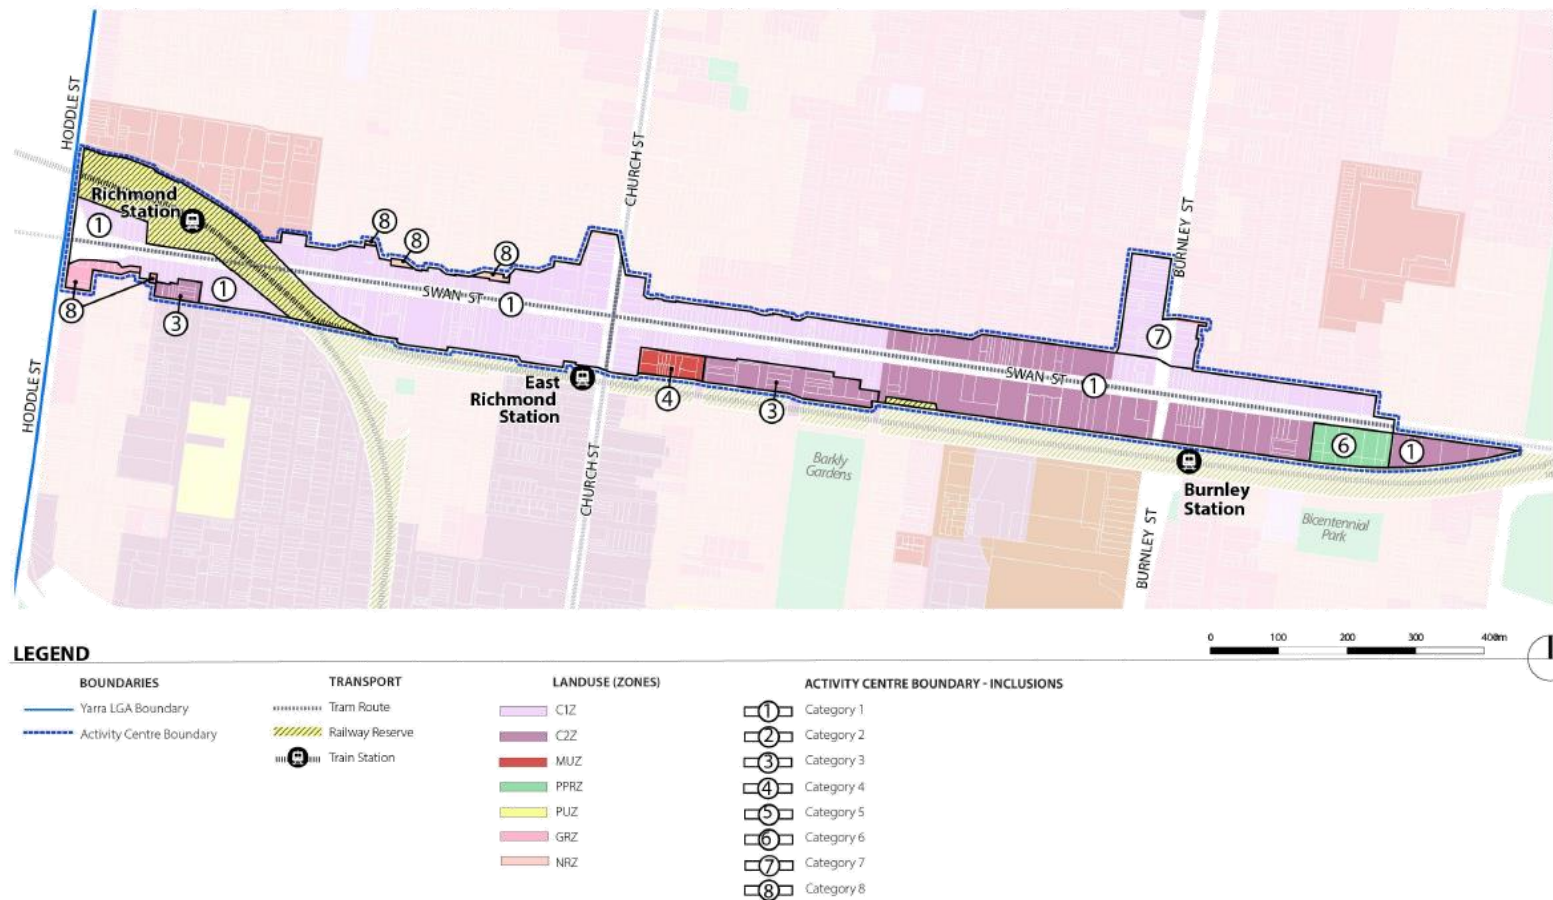 HODDLE ST
CHURCH ST
BURNLEY ST
Richmond
Station
1
8
8
8
8
3
1
SWAN ST
1
East
Richmond
Station
4
3
SWAN ST
1
7
6
1
Burnley
Station
Barkly
Gardens
Bicentennial
Park
HODDLE ST
CHURCH ST
BURNLEY ST
0 100 200 300 400m
LEGEND
BOUNDARIES
Yarra LGA Boundary
Activity Centre Boundary
TRANSPORT
Tram Route
Railway Reserve
Train Station
LANDUSE (ZONES)
C1Z
C2Z
MUZ
PPRZ
PUZ
GRZ
NRZ
ACTIVITY CENTRE BOUNDARY - INCLUSIONS
1 Category 1
2 Category 2
3 Category 3
4 Category 4
5 Category 5
6 Category 6
7 Category 7
8 Category 8